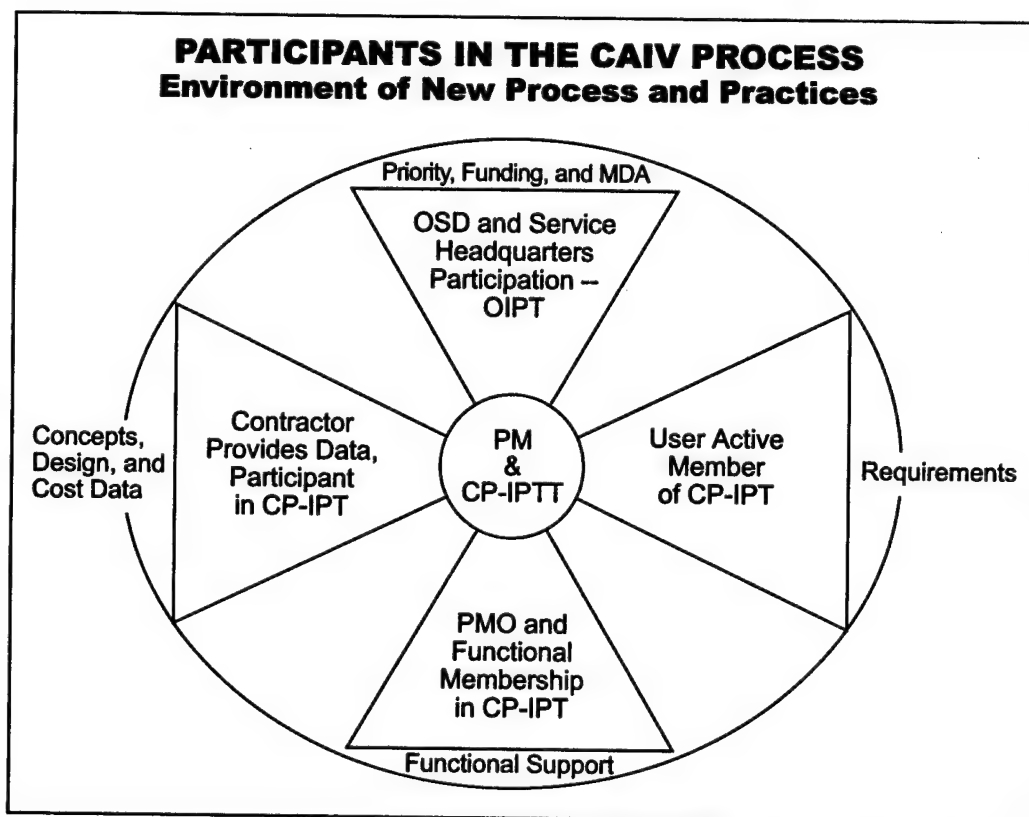 PARTICIPANTS IN THE CAIV PROCESS
Environment of New Process and Practices
Priority, Funding, and MDA
OSD and Service
Headquarters
Participation –
OIPT
Concepts,
Design, and
Cost Data
Contractor
Provides Data,
Participant
in CP-IPT
PM
&
CP-IPTT
User Active
Member
of CP-IPT
Requirements
PMO and
Functional
Membership
in CP-IPT
Functional Support